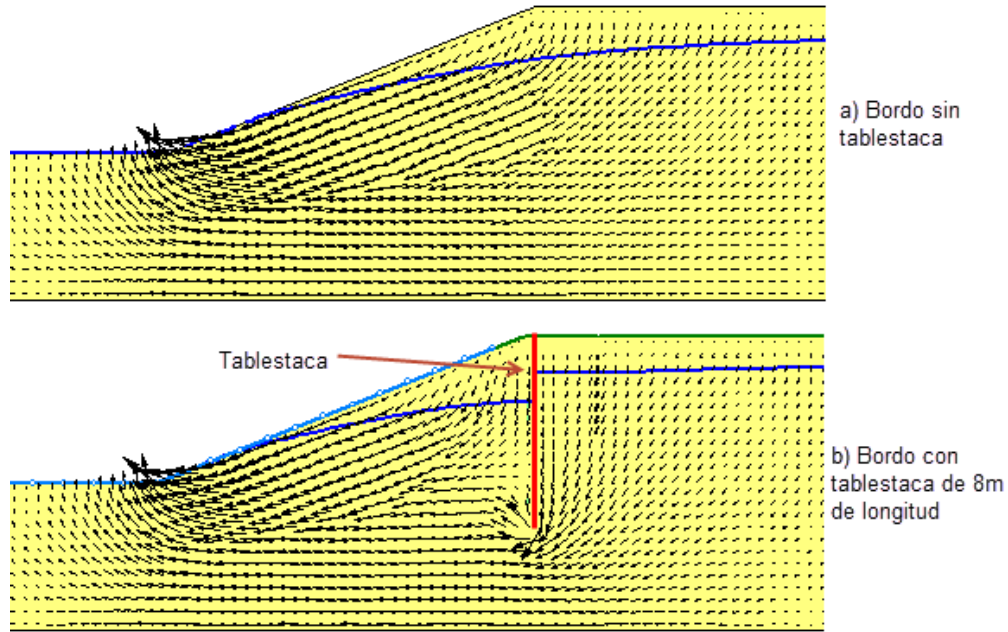 a) Bordo sin
tablestaca
Tablestaca
b) Bordo con
tablestaca de 8m
de longitud